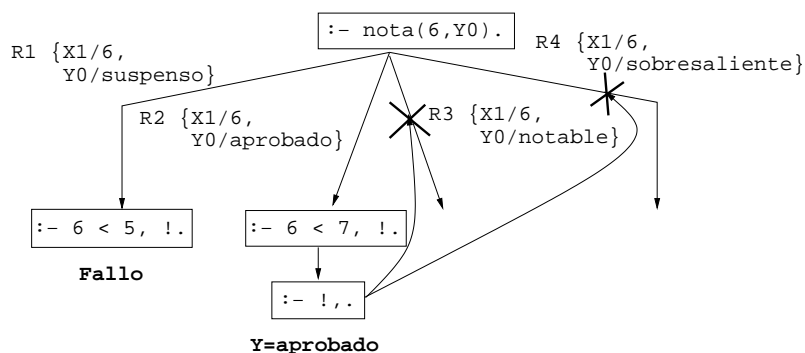 :- nota(6,Y0).
R1 {X1/6,
Y0/suspenso}
R2 {X1/6,
Y0/aprobado}
R3 {X1/6,
Y0/notable}
R4 {X1/6,
Y0/sobresaliente}
:- 6 < 5, !.
Fallo
:- 6 < 7, !.
:- !,.
Y=aprobado